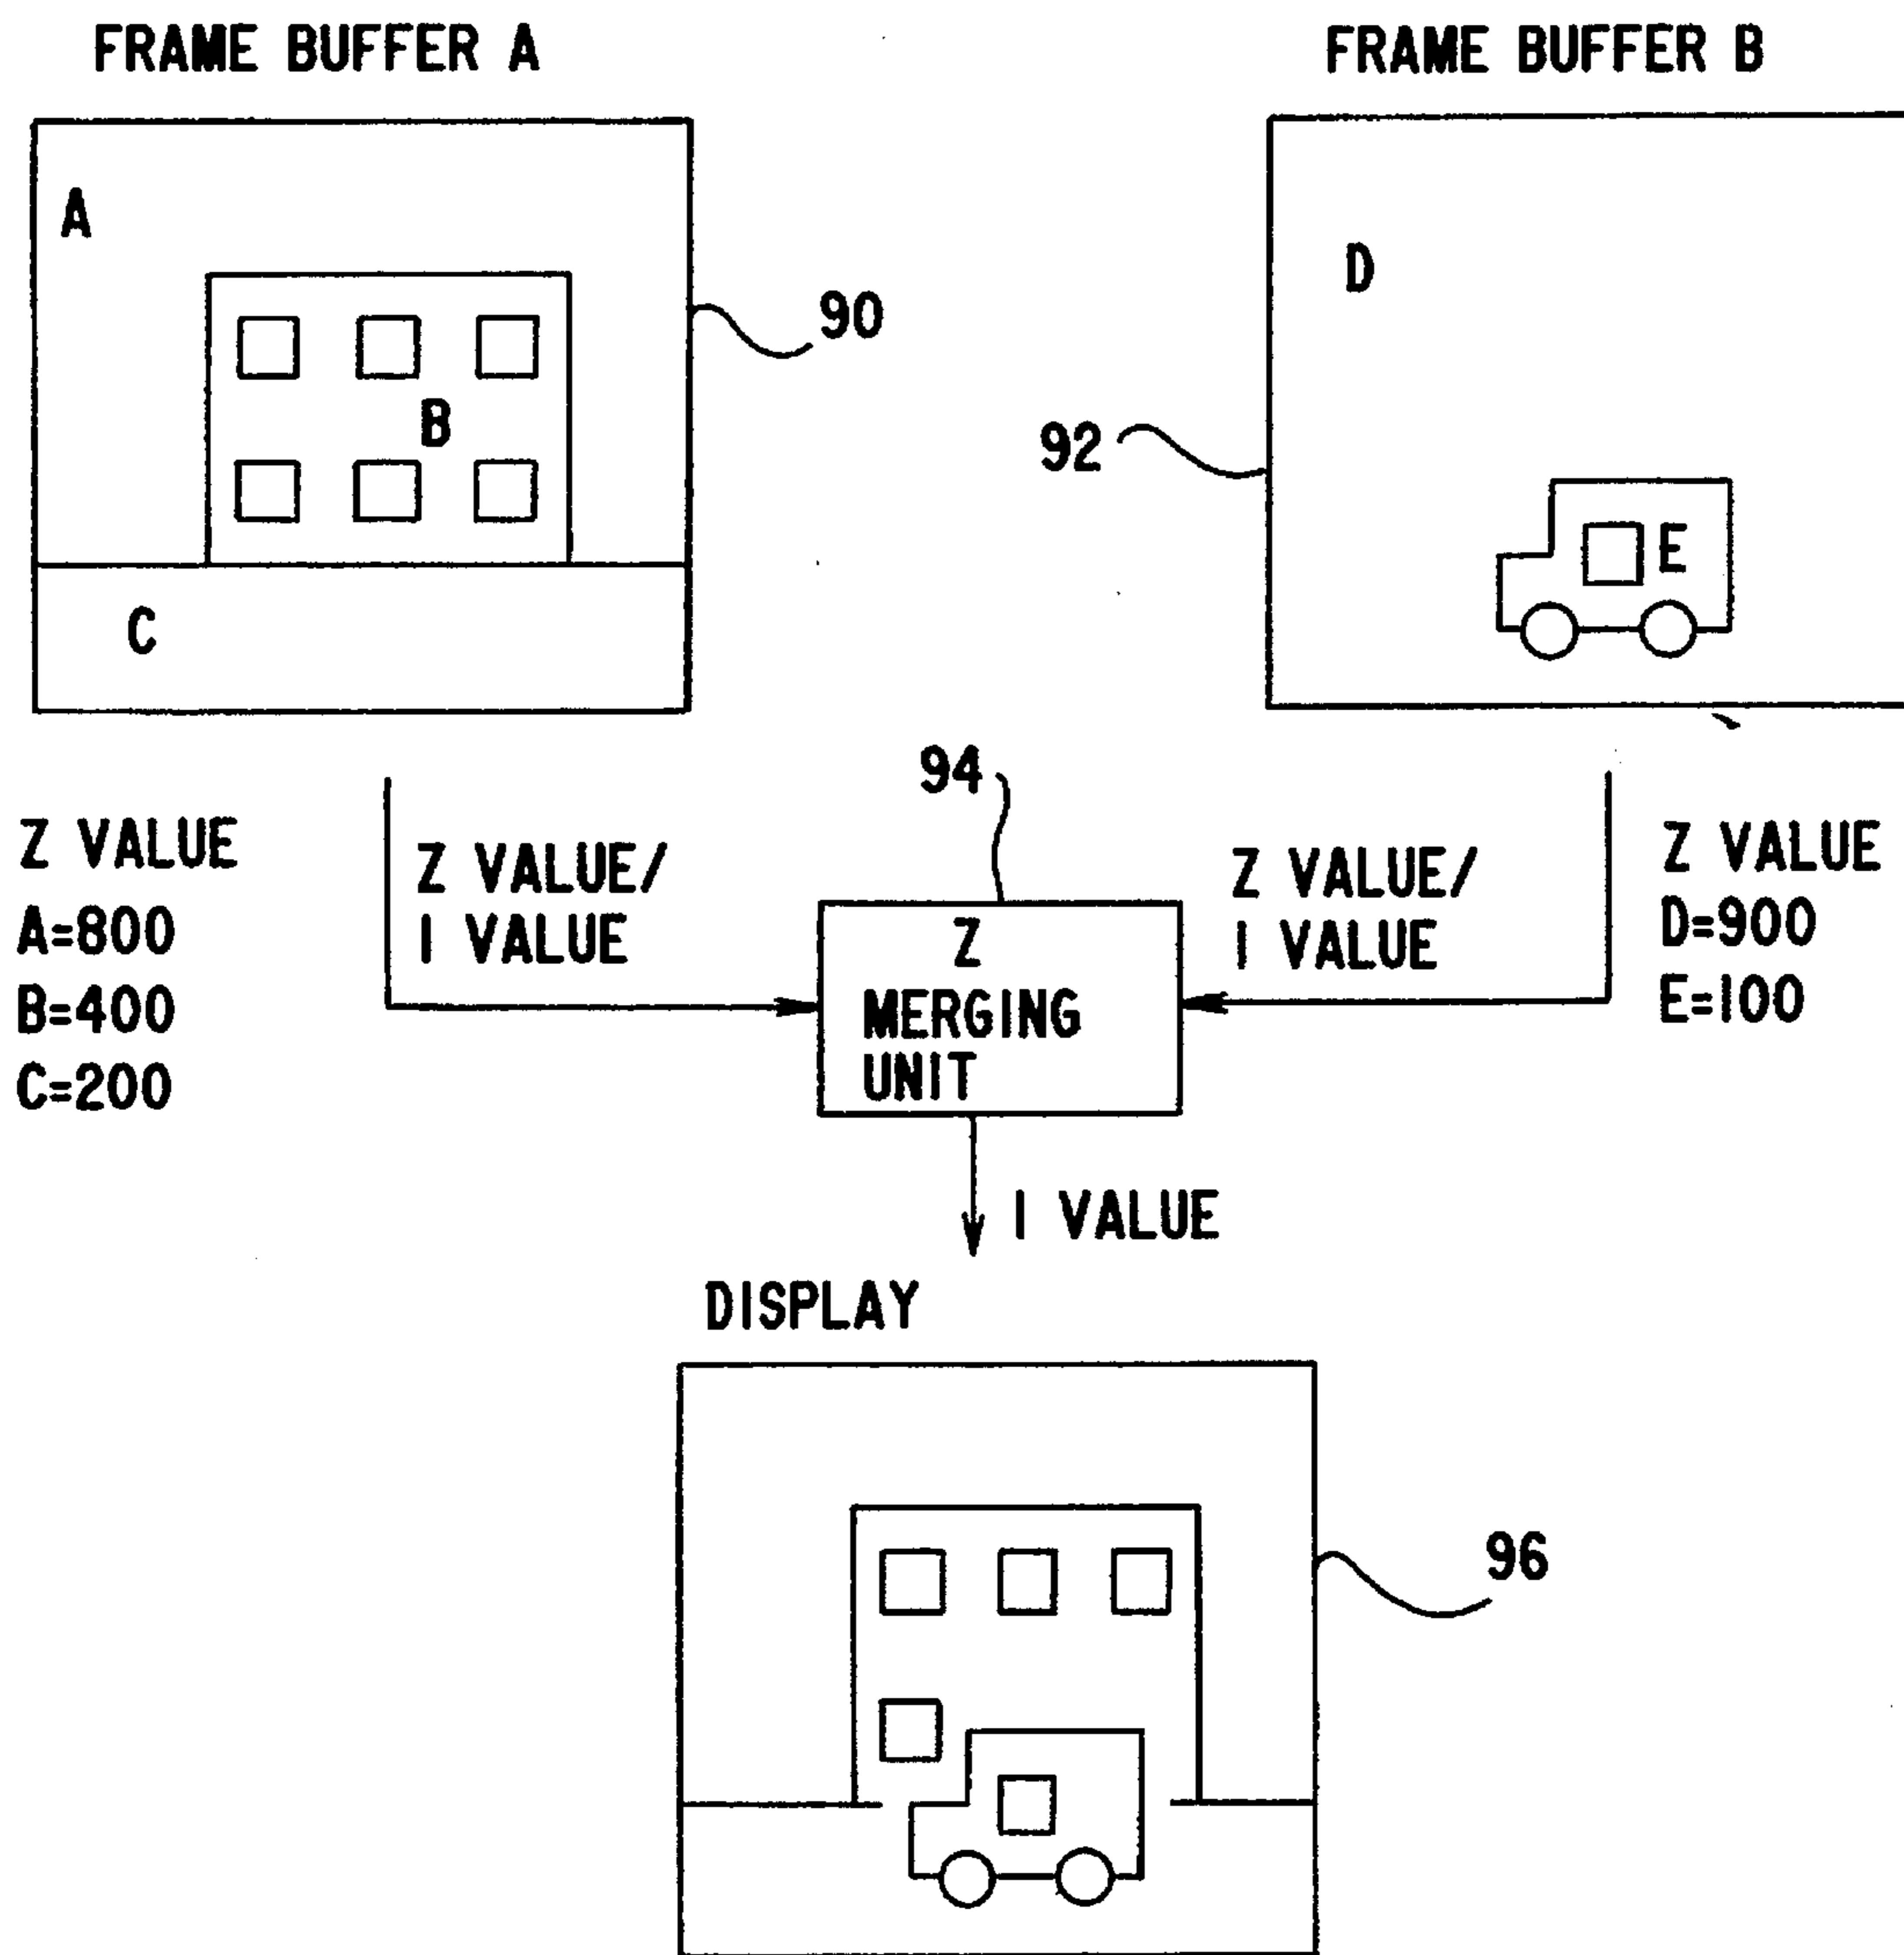 FRAME BUFFER A
FRAME BUFFER B
A
B
C
90
D
E
92
94
Z VALUE
A=800
B=400
C=200
Z VALUE/
I VALUE
Z
MERGING
UNIT
Z VALUE/
I VALUE
Z VALUE
D=900
E=100
I VALUE
DISPLAY
96